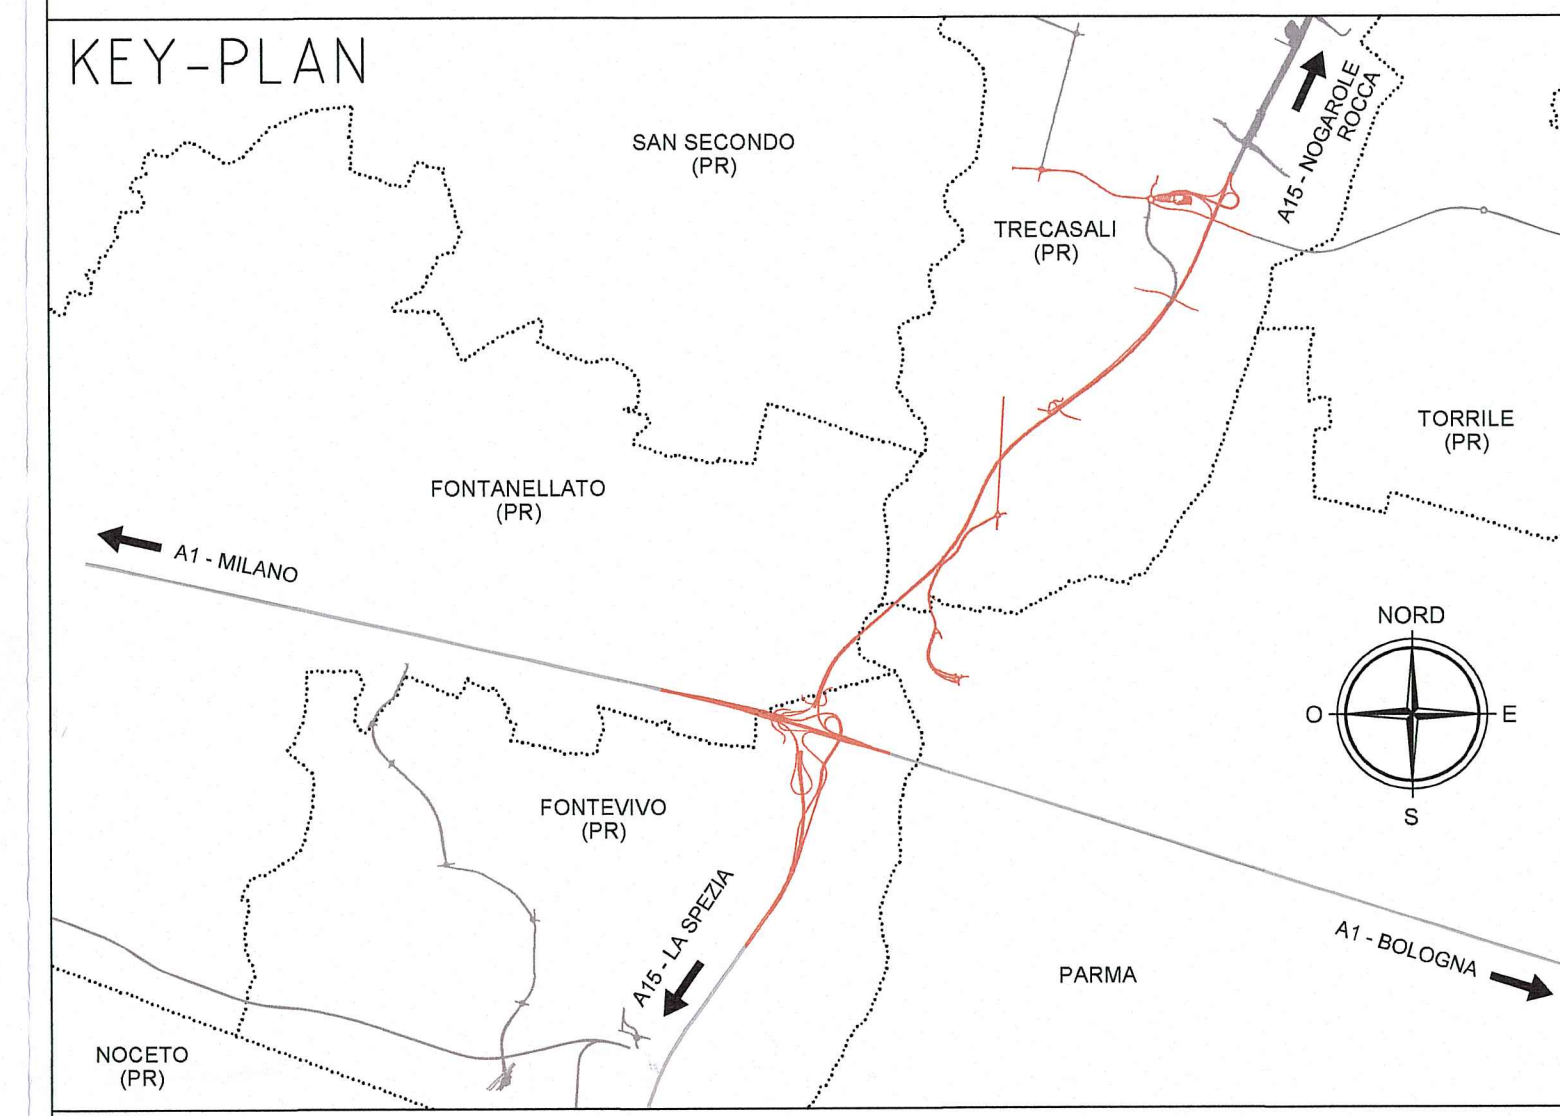 KEY-PLAN
SAN SECONDO
(PR)
A15 - NOGAROLE
ROCCA
TRECASALI
(PR)
TORRILE
(PR)
FONTANELLATO
(PR)
A1 - MILANO
NORD
O
E
S
FONTEVIVO
(PR)
A15 - LA SPEZIA
A1 - BOLOGNA
PARMA
NOCETO
(PR)